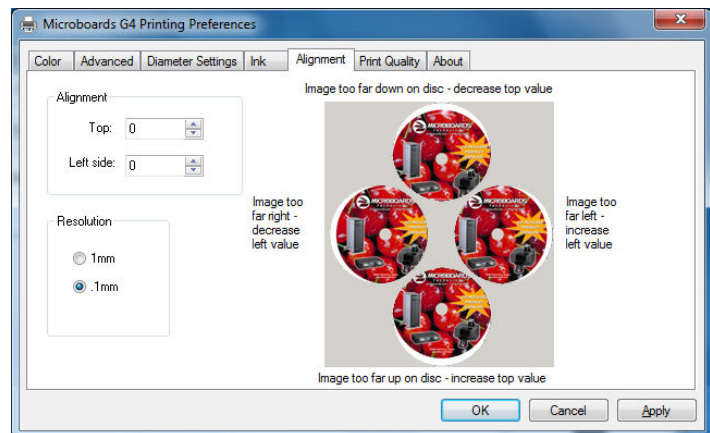 Microboards G4 Printing Preferences
Color Advanced Diameter Settings Ink Alignment Print Quality About
Image too far down on disc - decrease top value
Alignment
Top: 0
Left side: 0
Image too
far right -
decrease
left value
Image too
far left -
increase
left value
Resolution
1mm
.1mm
Image too far up on disc - increase top value
OK Cancel Apply